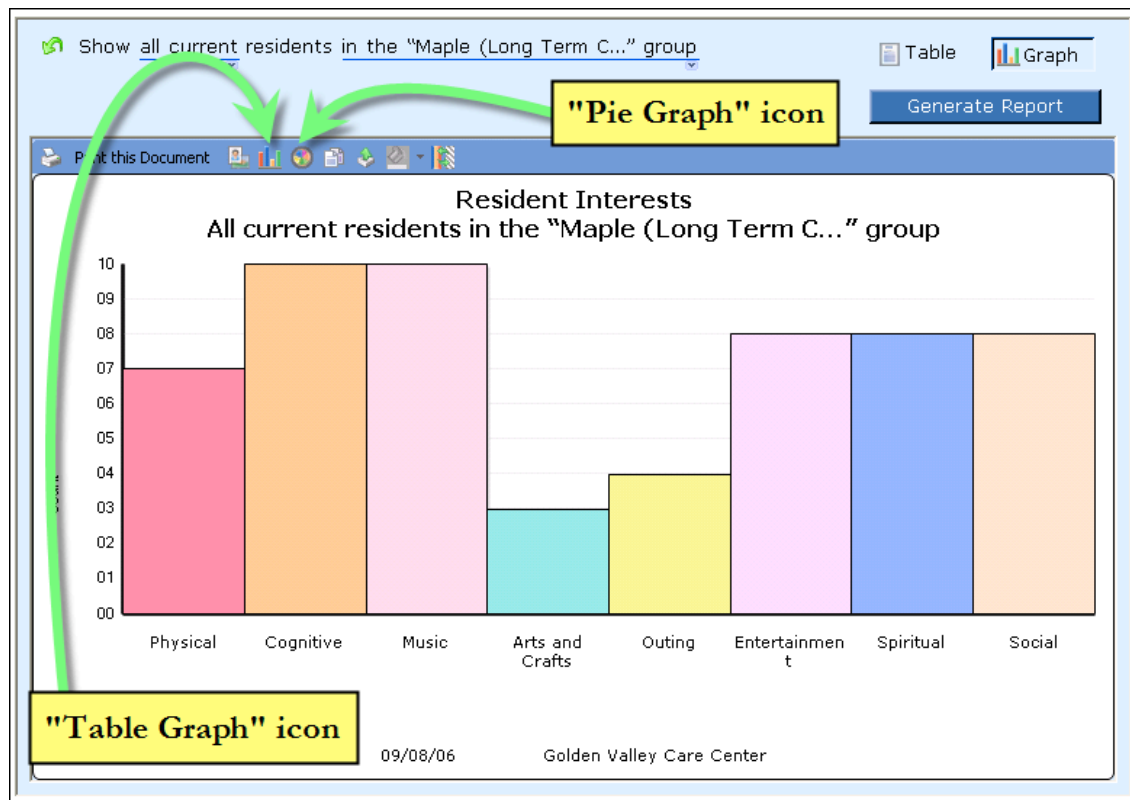 Show all current residents in the “Maple (Long Term C...” group
Table
Graph
"Pie Graph" icon
Generate Report
Print this Document
Resident Interests
All current residents in the “Maple (Long Term C...” group
10
09
08
07
06
05
04
03
02
01
00
Physical
Cognitive
Music
Arts and
Crafts
Outing
Entertainmen
t
Spiritual
Social
"Table Graph" icon
09/08/06
Golden Valley Care Center